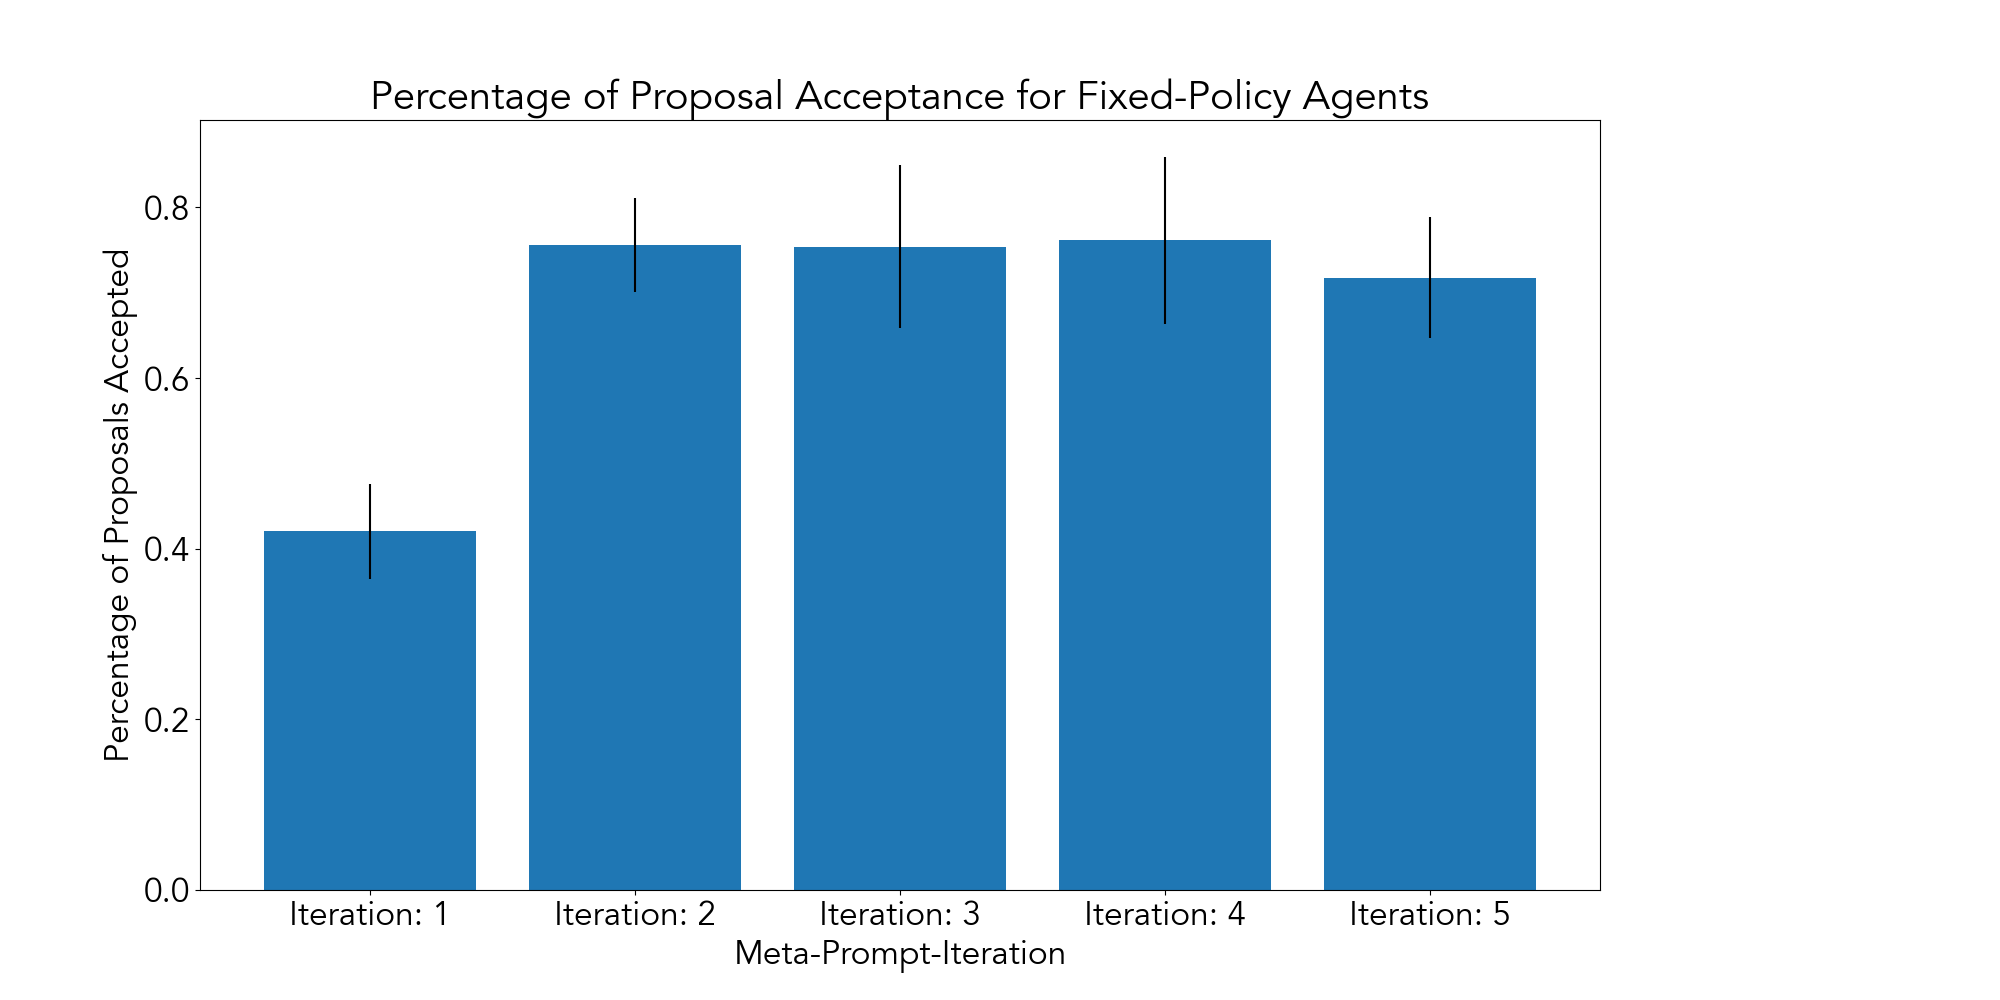 Percentage of Proposal Acceptance for Fixed-Policy Agents
Percentage of Proposals Accepted
0.8
0.6
0.4
0.2
0.0
Iteration: 1 Iteration: 2 Iteration: 3 Iteration: 4 Iteration: 5
Meta-Prompt-Iteration